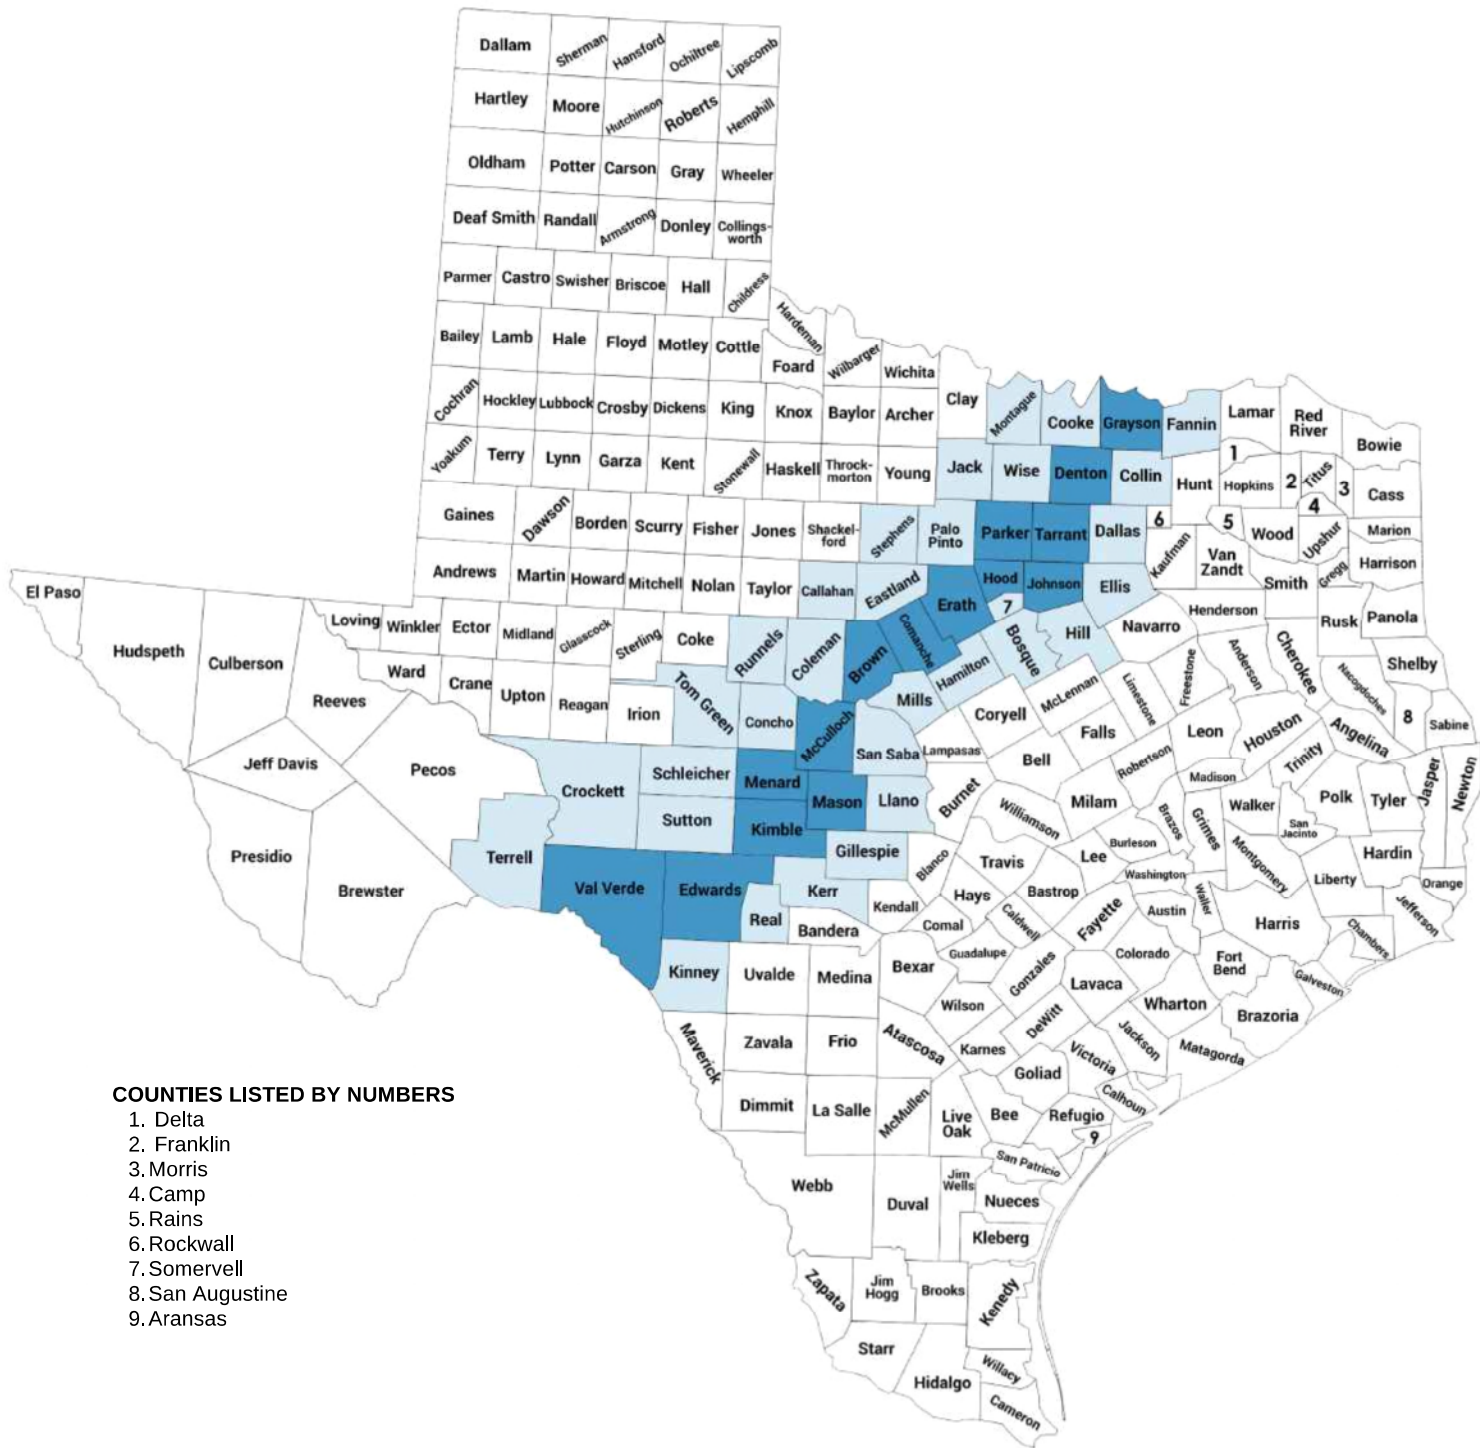 Dallam
Sherman
Hansford
Ochiltree
Lipscomb
Hartley
Moore
Hutchinson
Roberts
Hemphill
Oldham
Potter
Carson
Gray
Wheeler
Deaf Smith
Randall
Armstrong
Donley
Collings-
worth
Parmer
Castro
Swisher
Briscoe
Hall
Childress
Hardeman
Bailey
Lamb
Hale
Floyd
Motley
Cottle
Foard
Wilbarger
Wichita
Cochran
Hockley
Lubbock
Crosby
Dickens
King
Knox
Baylor
Archer
Clay
Montague
Cooke
Grayson
Fannin
Lamar
Red
River
Bowie
Yoakum
Terry
Lynn
Garza
Kent
Stonewall
Haskell
Throck-
morton
Young
Jack
Wise
Denton
Collin
Hunt
1
Hopkins
2
Titus
3
Cass
Gaines
Dawson
Borden
Scurry
Fisher
Jones
Shackel-
ford
Stephens
Palo
Pinto
Parker
Tarrant
Dallas
6
Kaufman
5
Wood
4
Upshur
Marion
Harrison
Van
Zandt
Smith
Gregg
Andrews
Martin
Howard
Mitchell
Nolan
Taylor
Callahan
Eastland
Erath
Hood
7
Johnson
Ellis
Henderson
Rusk
Panola
El Paso
Hudspeth
Culberson
Reeves
Loving
Winkler
Ector
Midland
Glasscock
Sterling
Coke
Runnels
Coleman
Brown
Comanche
Hamilton
Bosque
Hill
Navarro
Freestone
Anderson
Cherokee
Nacogdoches
Shelby
Ward
Crane
Upton
Reagan
Irion
Tom Green
Concho
McCulloch
Mills
San Saba
Lampasas
Coryell
McLennan
Limestone
Falls
Leon
Houston
Angelina
8
Sabine
Jeff Davis
Pecos
Crockett
Schleicher
Menard
Mason
Llano
Burnet
Bell
Robertson
Madison
Trinity
Polk
Tyler
Jasper
Newton
Sutton
Kimble
Williamson
Milam
Brazos
Grimes
Walker
San
Jacinto
Presidio
Brewster
Terrell
Val Verde
Edwards
Gillespie
Kerr
Real
Bandera
Kendall
Blanco
Travis
Hays
Comal
Caldwell
Bastrop
Lee
Burleson
Washington
Waller
Montgomery
Liberty
Hardin
Orange
Jefferson
Chambers
Harris
Austin
Fayette
Colorado
Fort
Bend
Galveston
Kinney
Uvalde
Medina
Bexar
Guadalupe
Gonzales
Lavaca
Wharton
Brazoria
Wilson
Maverick
Zavala
Frio
Atascosa
Karnes
DeWitt
Victoria
Jackson
Matagorda
Goliad
Calhoun
Dimmit
La Salle
McMullen
Live
Oak
Bee
Refugio
9
San Patricio
Webb
Duval
Jim
Wells
Nueces
Kleberg
Zapata
Jim
Hogg
Brooks
Kenedy
Starr
Hidalgo
Willacy
Cameron
COUNTIES LISTED BY NUMBERS
1. Delta
2. Franklin
3. Morris
4. Camp
5. Rains
6. Rockwall
7. Somervell
8. San Augustine
9. Aransas